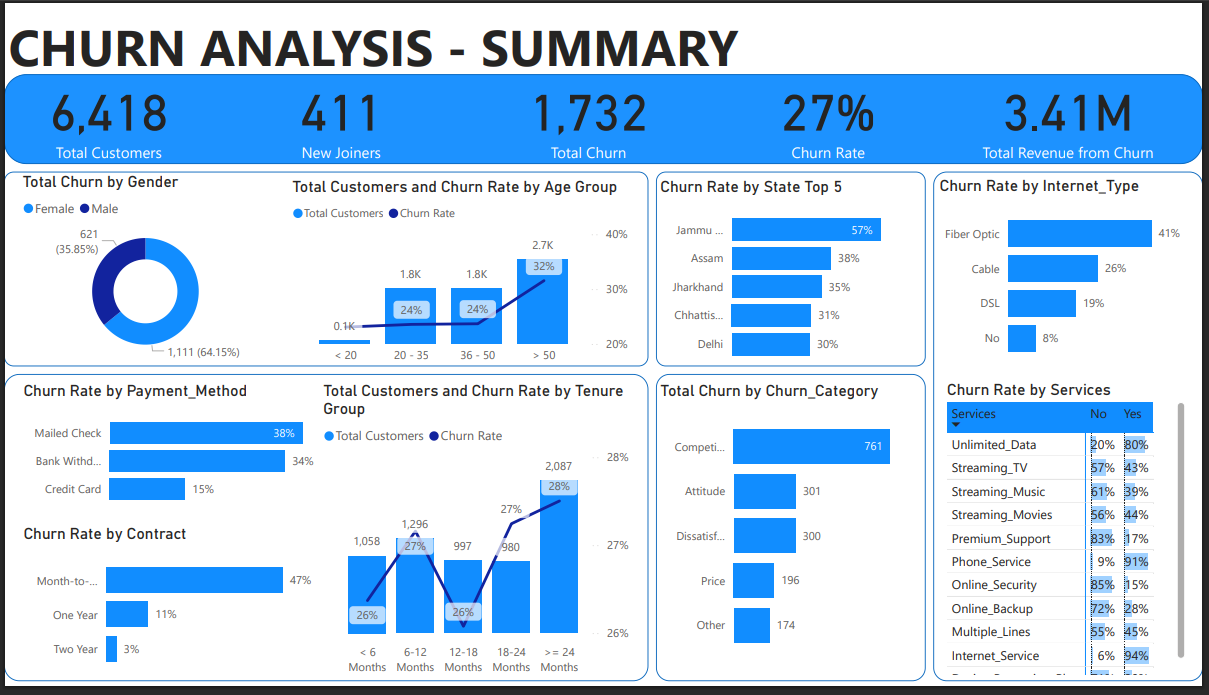 CHURN ANALYSIS - SUMMARY
6,418
Total Customers
411
New Joiners
1,732
Total Churn
27%
Churn Rate
3.41M
Total Revenue from Churn
Total Churn by Gender
Female Male
621
(35.85%)
1,111 (64.15%)
Total Customers and Churn Rate by Age Group
Total Customers Churn Rate
40%
30%
20%
0.1K
1.8K
1.8K
2.7K
24%
24%
32%
< 20
20 - 35
36 - 50
> 50
Churn Rate by State Top 5
Jammu ... 57%
Assam 38%
Jharkhand 35%
Chhattis... 31%
Delhi 30%
Churn Rate by Internet_Type
Fiber Optic 41%
Cable 26%
DSL 19%
No 8%
Churn Rate by Payment_Method
Mailed Check 38%
Bank Withd... 34%
Credit Card 15%
Churn Rate by Contract
Month-to-... 47%
One Year 11%
Two Year 3%
Total Customers and Churn Rate by Tenure
Group
Total Customers Churn Rate
28%
27%
26%
1,058
1,296
997
980
2,087
26%
27%
26%
27%
28%
< 6
Months
6-12
Months
12-18
Months
18-24
Months
>= 24
Months
Total Churn by Churn_Category
Competi... 761
Attitude 301
Dissatisf... 300
Price 196
Other 174
Churn Rate by Services
Services No Yes
Unlimited_Data 20% 80%
Streaming_TV 57% 43%
Streaming_Music 61% 39%
Streaming_Movies 56% 44%
Premium_Support 83% 17%
Phone_Service 9% 91%
Online_Security 85% 15%
Online_Backup 72% 28%
Multiple_Lines 55% 45%
Internet_Service 6% 94%